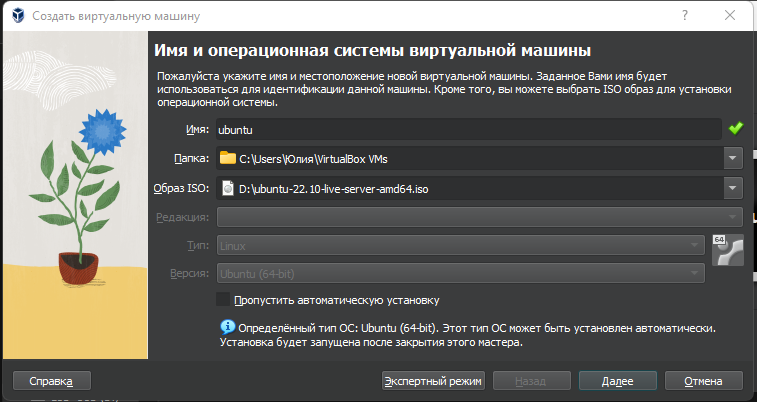 Создать виртуальную машину
Имя и операционная системы виртуальной машины
Пожалуйста укажите имя и местоположение новой виртуальной машины. Заданное Вами имя будет
использоваться для идентификации данной машины. Кроме того, вы можете выбрать ISO образ для установки
операционной системы.
Имя: ubuntu
Папка: C:\Users\Юлия\VirtualBox VMs
Образ ISO: D:\ubuntu-22.10-live-server-amd64.iso
Редакция:
Тип: Linux
64
Версия: Ubuntu (64-bit)
Пропустить автоматическую установку
Определённый тип ОС: Ubuntu (64-bit). Этот тип ОС может быть установлен автоматически.
Установка будет запущена после закрытия этого мастера.
Справка Экспертный режим Назад Далее Отмена